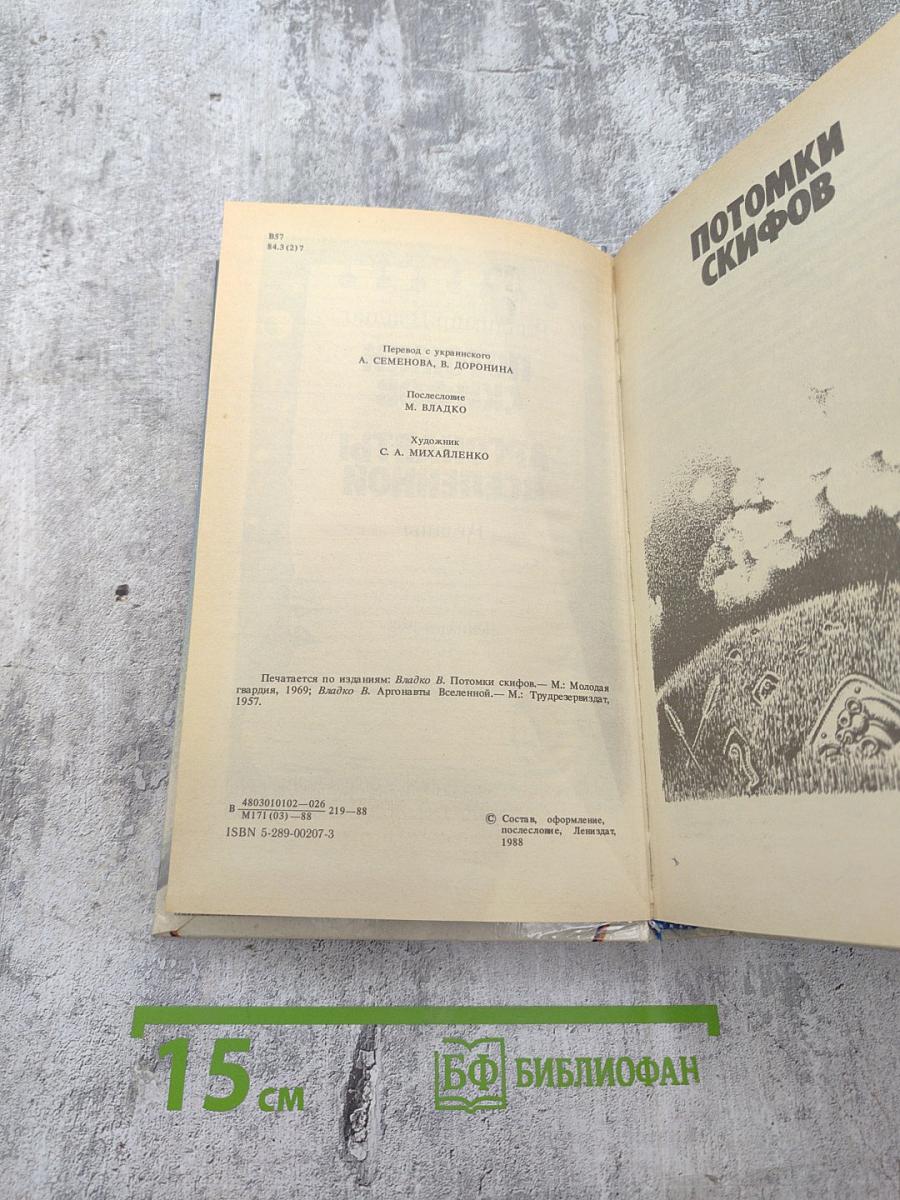 В57
84.3(2)7
Перевод с украинского
А. СЕМЕНОВА, В. ДОРОНИНА
Послесловие
М. ВЛАДКО
Художник
С. А. МИХАЙЛЕНКО
Печатается по изданиям: Владко В. Потомки скифов.— М.: Молодая
гвардия, 1969; Владко В. Аргонавты Вселенной.— М.: Трудрезервиздат,
1957.
В 4803010102—026
М171(03)—88
219—88
ISBN 5-289-00207-3
© Состав, оформление,
послесловие, Лениздат,
1988
ПОТОМКИ
СКИФОВ
15 см
БФ БИБЛИОФАН